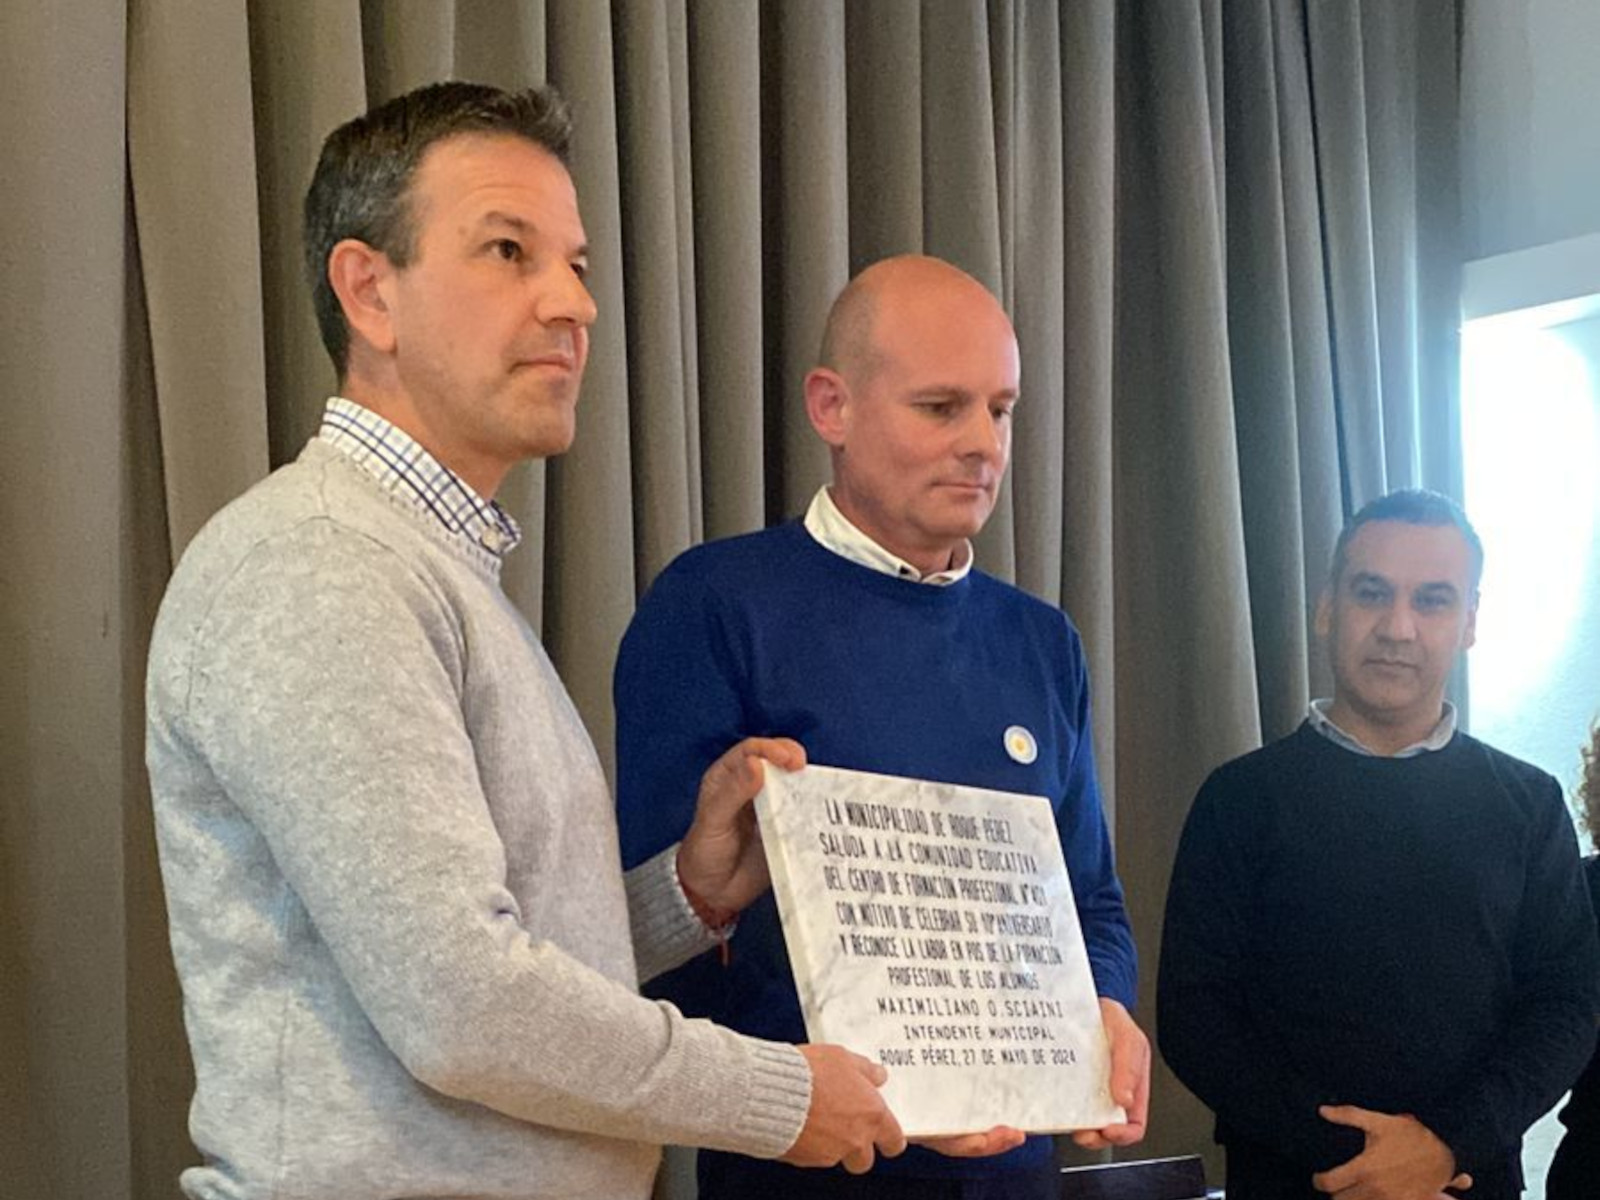 LA MUNICIPALIDAD DE ROQUE PÉREZ
SALUDA A LA COMUNIDAD EDUCATIVA
DEL CENTRO DE FORMACIÓN PROFESIONAL N° 401
CON MOTIVO DE CELEBRAR SU 40° ANIVERSARIO
Y RECONOCE LA LABOR EN POS DE LA FORMACIÓN
PROFESIONAL DE LOS ALUMNOS
MAXIMILIANO O. SCIAINI
INTENDENTE MUNICIPAL
ROQUE PÉREZ, 27 DE MAYO DE 2024